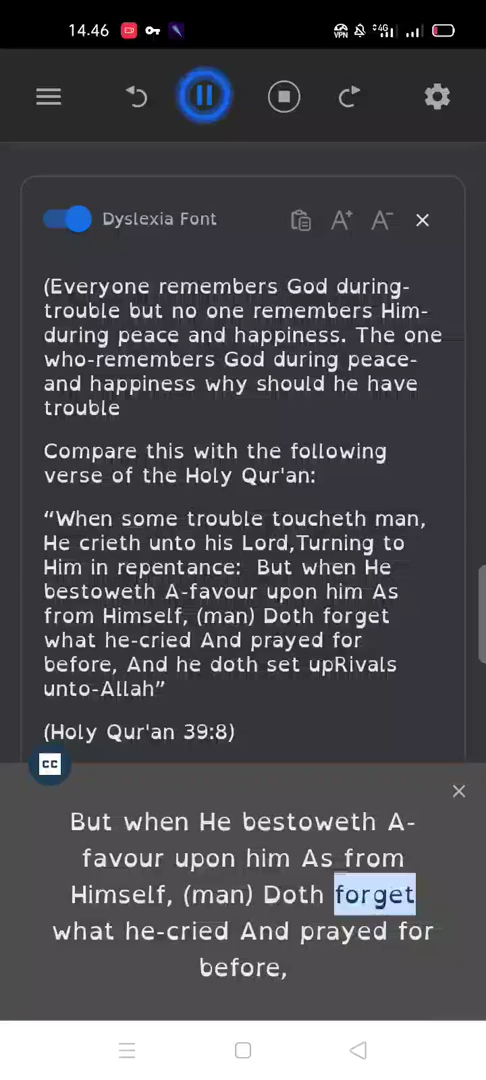 14.46
VPN 4G
Dyslexia Font A+ A-
(Everyone remembers God during-
trouble but no one remembers Him-
during peace and happiness. The one
who-remembers God during peace-
and happiness why should he have
trouble
Compare this with the following
verse of the Holy Qur'an:
“When some trouble toucheth man,
He crieth unto his Lord,Turning to
Him in repentance:  But when He
bestoweth A-favour upon him As
from Himself, (man) Doth forget
what he-cried And prayed for
before, And he doth set upRivals
unto-Allah”
(Holy Qur'an 39:8)
CC
But when He bestoweth A-
favour upon him As from
Himself, (man) Doth forget
what he-cried And prayed for
before,